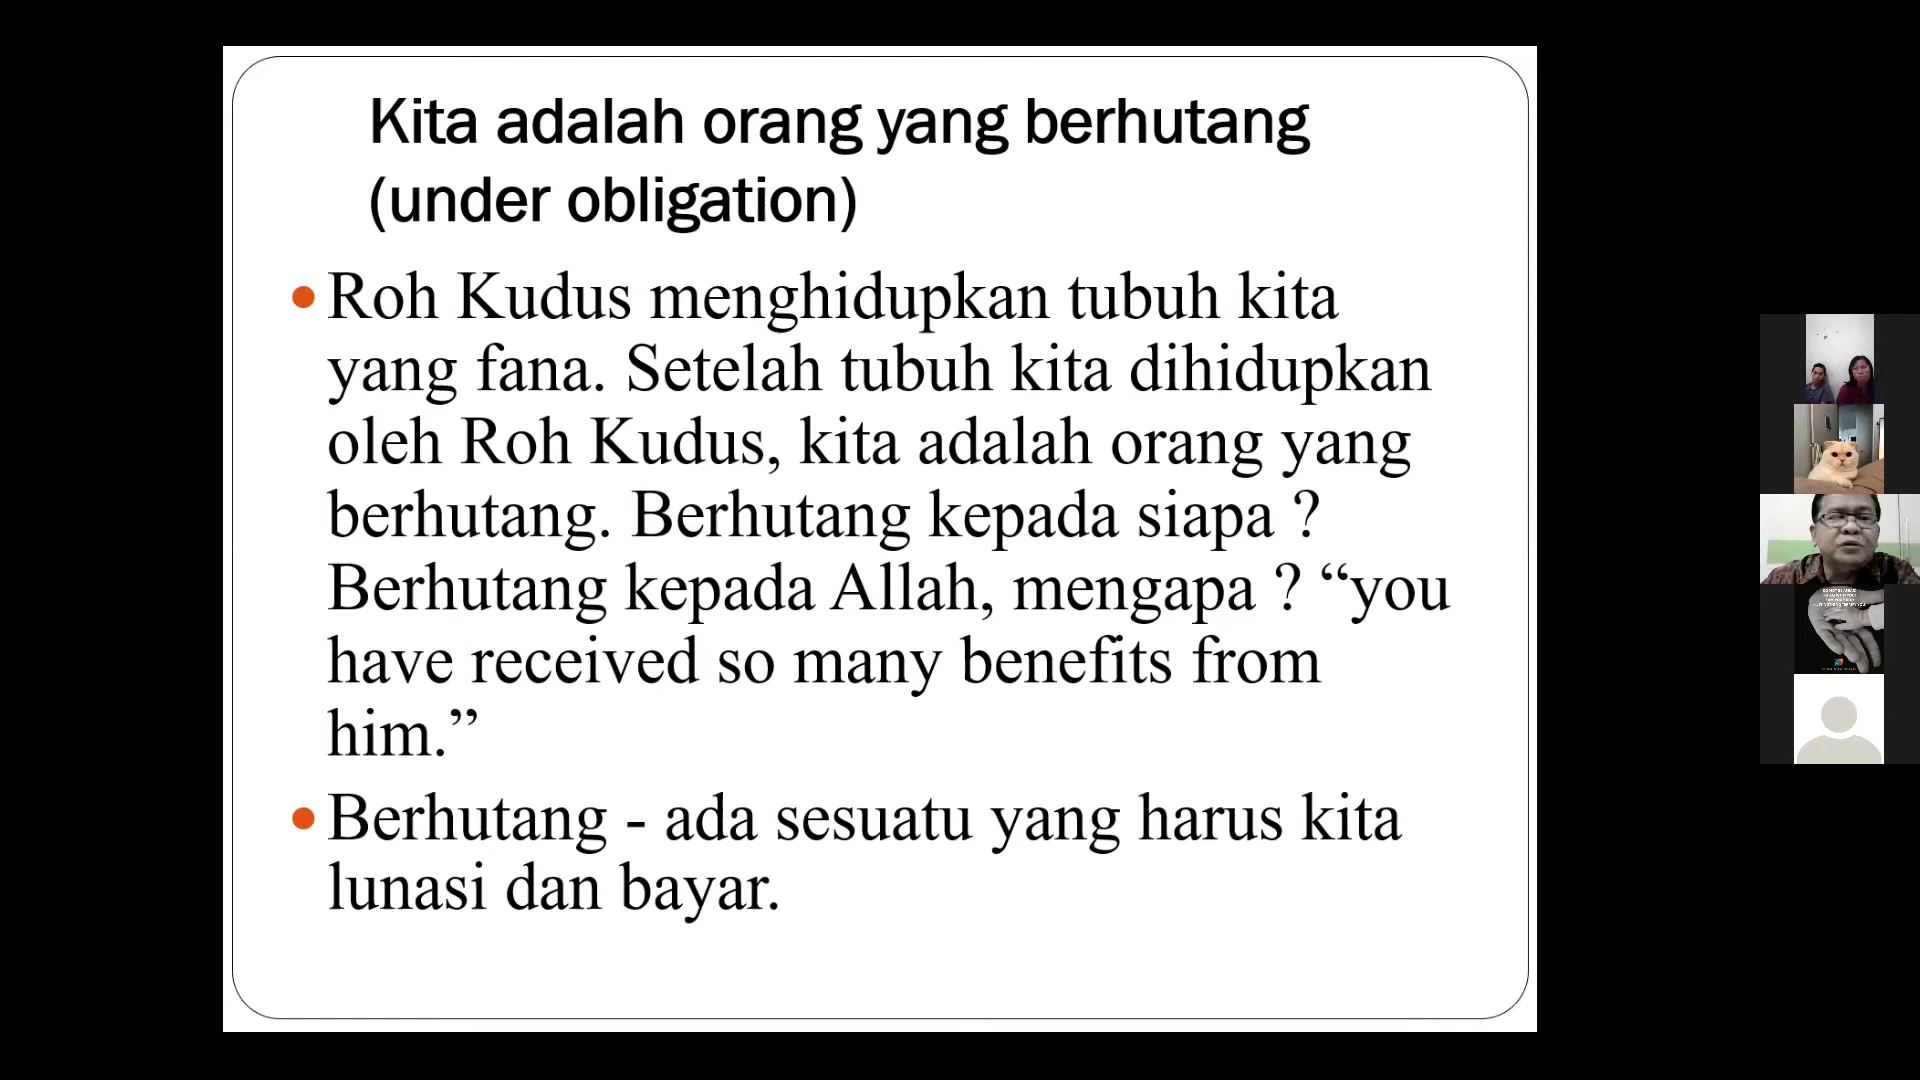 Kita adalah orang yang berhutang
(under obligation)
Roh Kudus menghidupkan tubuh kita
yang fana. Setelah tubuh kita dihidupkan
oleh Roh Kudus, kita adalah orang yang
berhutang. Berhutang kepada siapa ?
Berhutang kepada Allah, mengapa ? “you
have received so many benefits from
him.”
Berhutang - ada sesuatu yang harus kita
lunasi dan bayar.